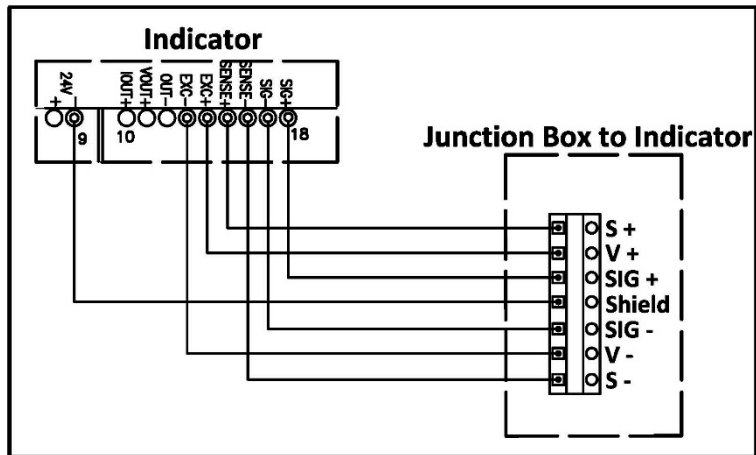 Indicator
+
24V
-
IOUT+
VOUT+
OUT-
EXC-
EXC+
SENSE+
SENSE-
SIG-
SIG+
9
10
18
Junction Box to Indicator
S +
V +
SIG +
Shield
SIG -
V -
S -